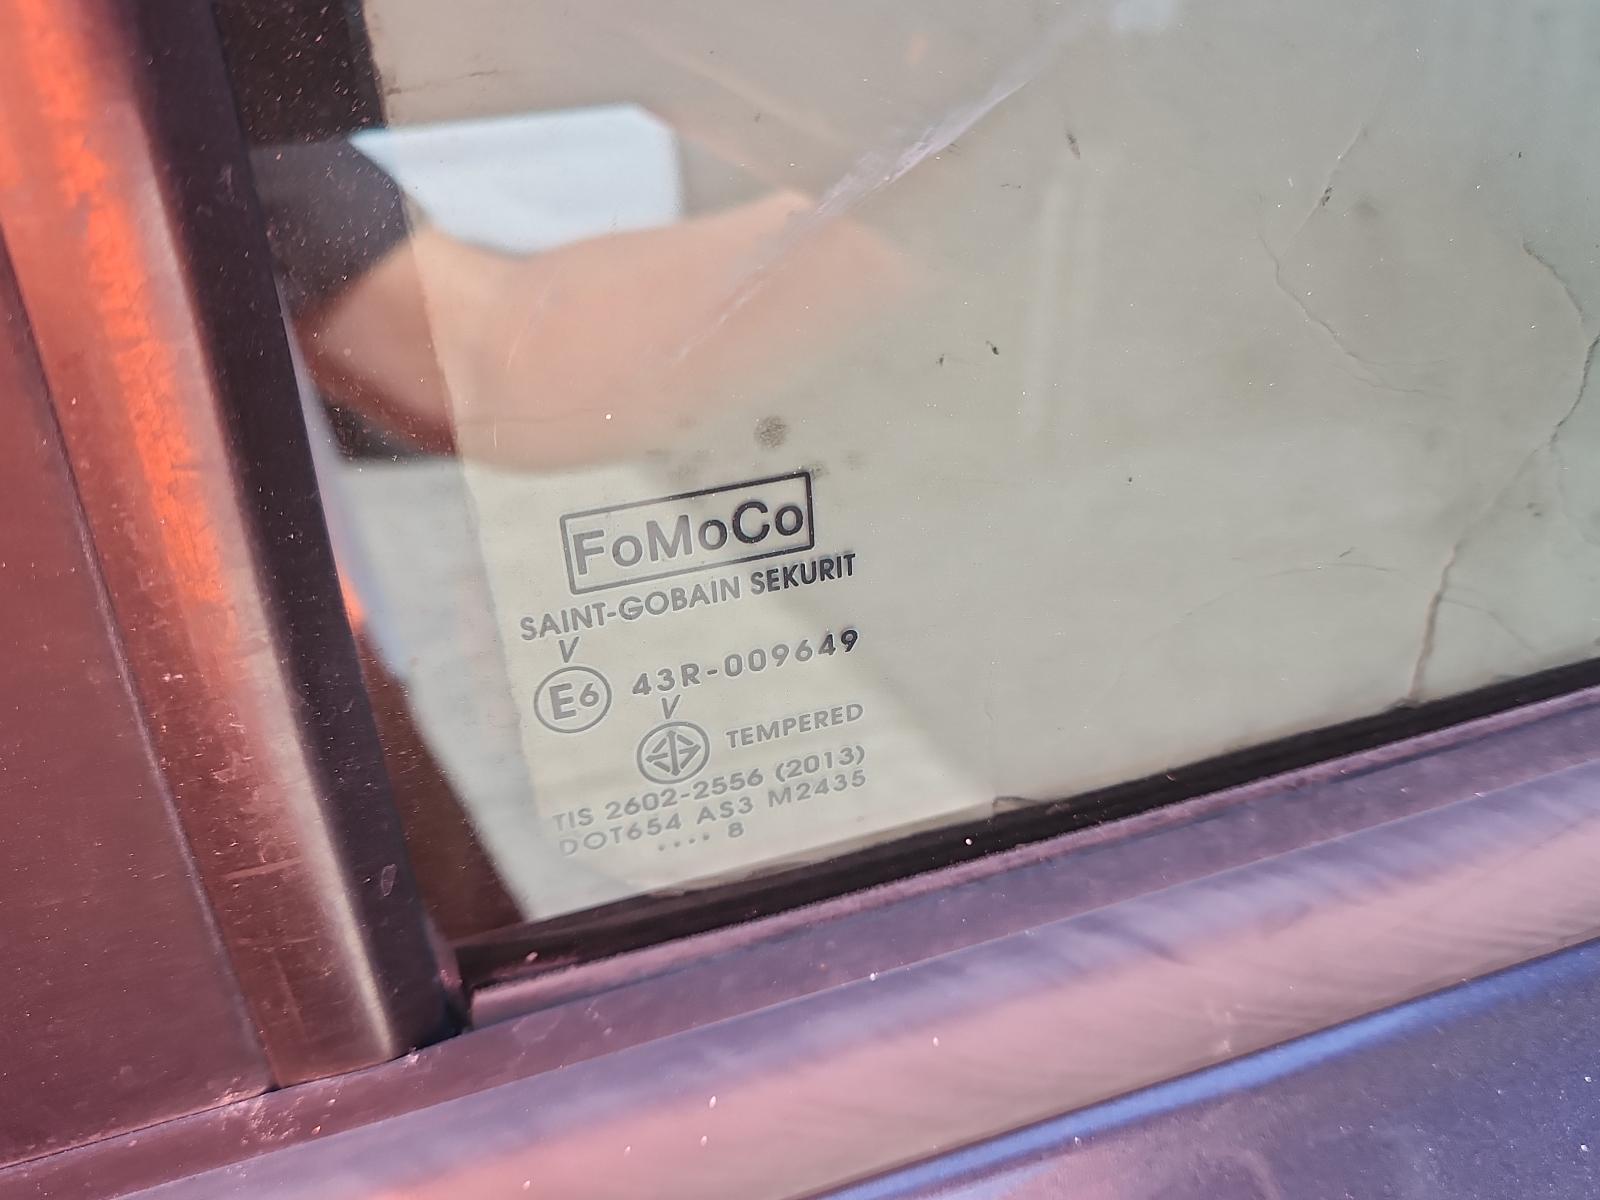 FoMoCo
SAINT-GOBAIN SEKURIT
V
E6 43R-009649
V
TEMPERED
TIS 2602-2556 (2013)
DOT654 AS3 M2435
.... 8